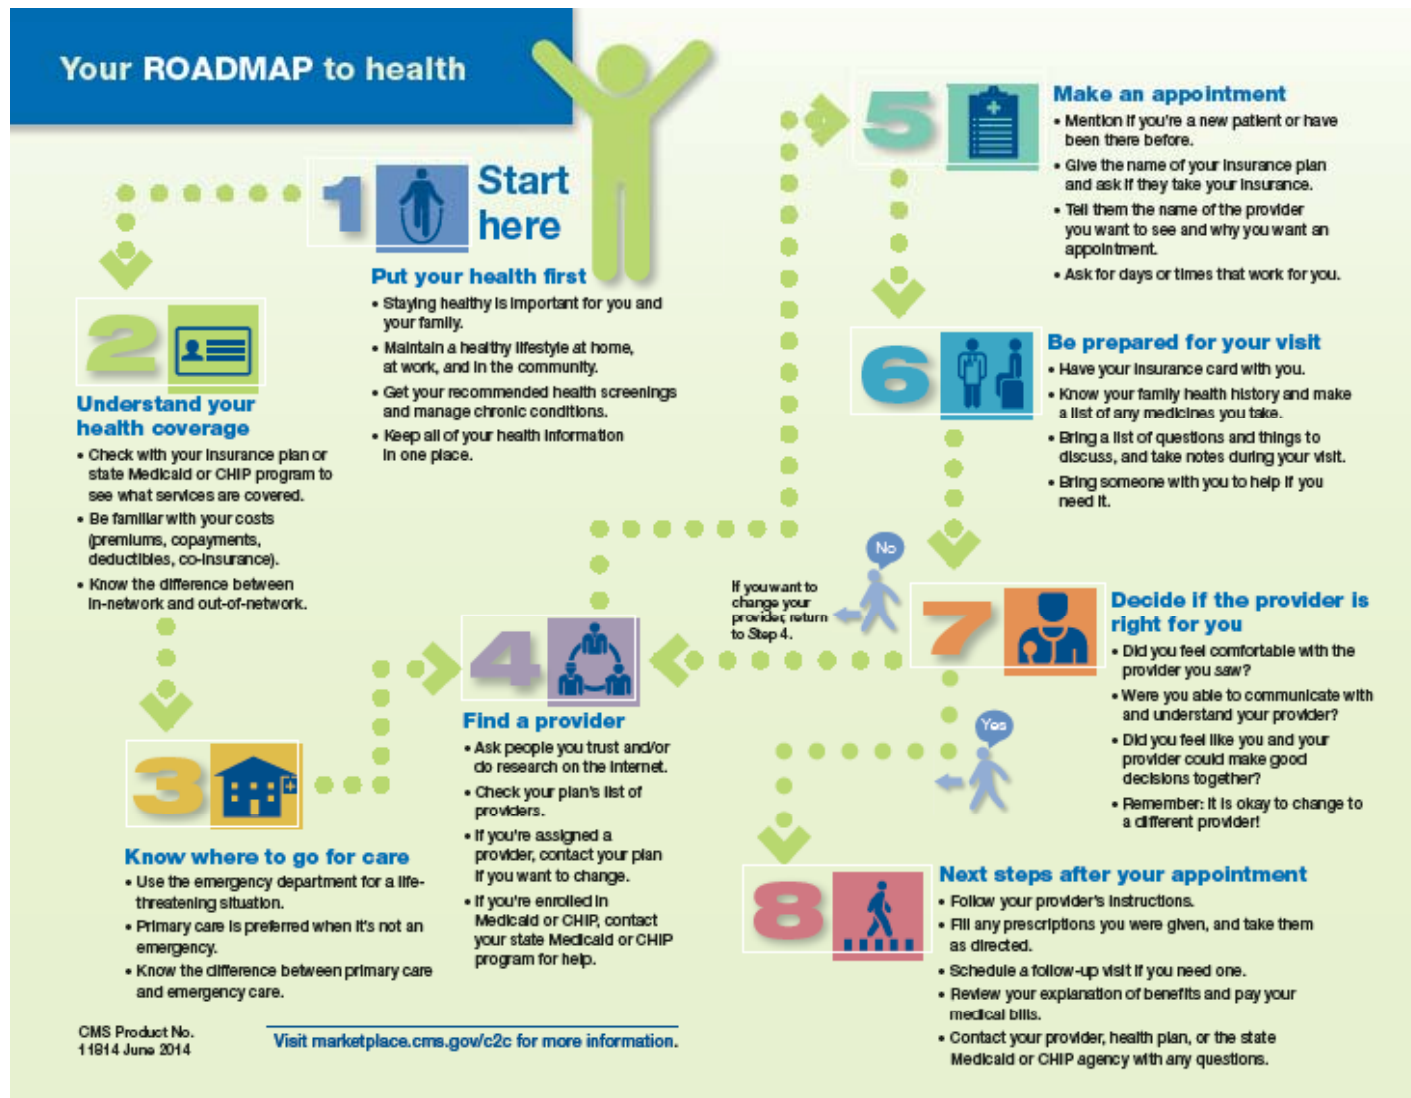 Your ROADMAP to health
1
Start
here
Put your health first
• Staying healthy is important for you and
your family.
• Maintain a healthy lifestyle at home,
at work, and in the community.
• Get your recommended health screenings
and manage chronic conditions.
• Keep all of your health information
in one place.
2
Understand your
health coverage
• Check with your insurance plan or
state Medicaid or CHIP program to
see what services are covered.
• Be familiar with your costs
(premiums, copayments,
deductibles, co-insurance).
• Know the difference between
in-network and out-of-network.
3
Know where to go for care
• Use the emergency department for a life-
threatening situation.
• Primary care is preferred when it's not an
emergency.
• Know the difference between primary care
and emergency care.
4
Find a provider
• Ask people you trust and/or
do research on the internet.
• Check your plan's list of
providers.
• If you're assigned a
provider, contact your plan
if you want to change.
• If you're enrolled in
Medicaid or CHIP, contact
your state Medicaid or CHIP
program for help.
5
Make an appointment
• Mention if you're a new patient or have
been there before.
• Give the name of your insurance plan
and ask if they take your insurance.
• Tell them the name of the provider
you want to see and why you want an
appointment.
• Ask for days or times that work for you.
6
Be prepared for your visit
• Have your insurance card with you.
• Know your family health history and make
a list of any medicines you take.
• Bring a list of questions and things to
discuss, and take notes during your visit.
• Bring someone with you to help if you
need it.
7
Decide if the provider is
right for you
• Did you feel comfortable with the
provider you saw?
• Were you able to communicate with
and understand your provider?
• Did you feel like you and your
provider could make good
decisions together?
• Remember: it is okay to change to
a different provider!
No
If you want to
change your
provider, return
to Step 4.
Yes
8
Next steps after your appointment
• Follow your provider's instructions.
• Fill any prescriptions you were given, and take them
as directed.
• Schedule a follow-up visit if you need one.
• Review your explanation of benefits and pay your
medical bills.
• Contact your provider, health plan, or the state
Medicaid or CHIP agency with any questions.
CMS Product No.
11814 June 2014
Visit marketplace.cms.gov/c2c for more information.